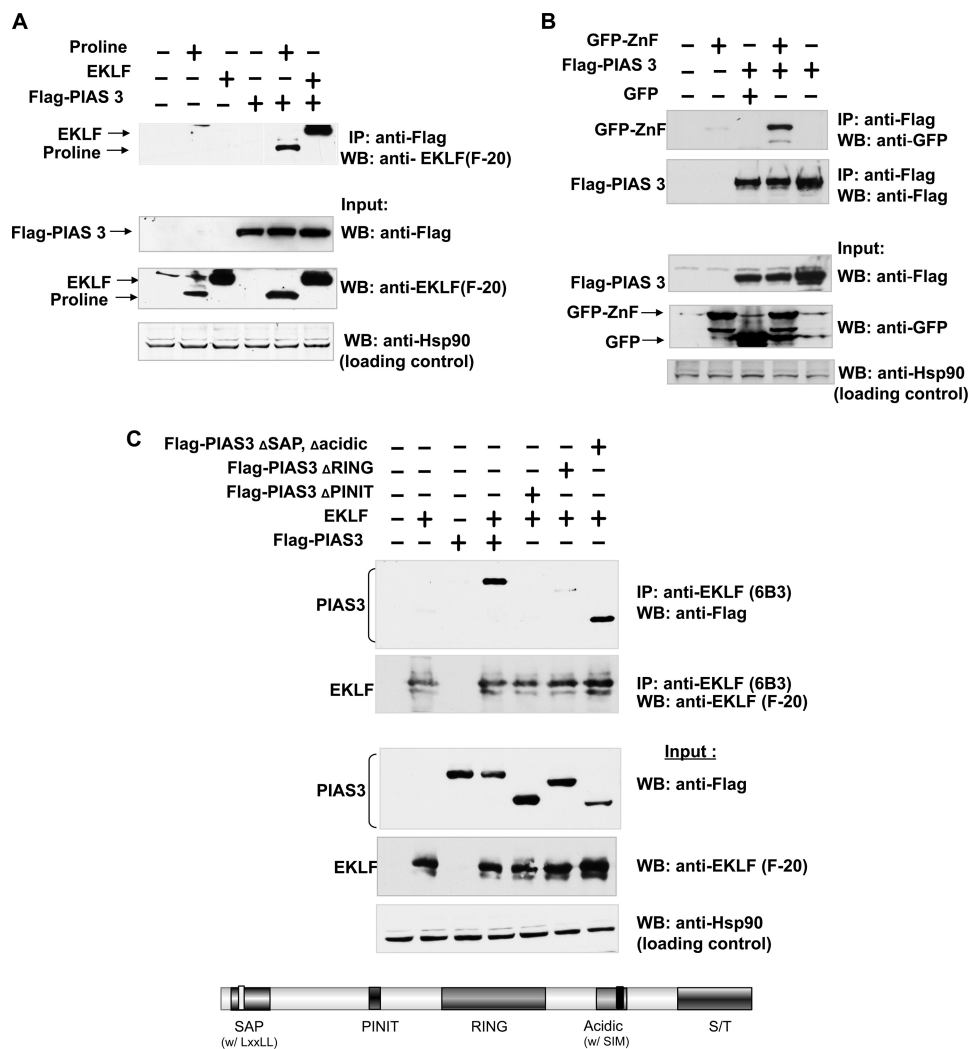 A
Proline − + − − + −
EKLF − − + − − +
Flag-PIAS 3 − − − + + +
EKLF
Proline
IP: anti-Flag
WB: anti- EKLF(F-20)
Input:
Flag-PIAS 3
WB: anti-Flag
EKLF
Proline
WB: anti-EKLF(F-20)
WB: anti-Hsp90
(loading control)
B
GFP-ZnF − + − + −
Flag-PIAS 3 − − + + +
GFP − − + − −
GFP-ZnF
IP: anti-Flag
WB: anti-GFP
Flag-PIAS 3
IP: anti-Flag
WB: anti-Flag
Input:
Flag-PIAS 3
WB: anti-Flag
GFP-ZnF
GFP
WB: anti-GFP
WB: anti-Hsp90
(loading control)
C
Flag-PIAS3 ΔSAP, Δacidic − − − − − − +
Flag-PIAS3 ΔRING − − − − − + −
Flag-PIAS3 ΔPINIT − − − − + − −
EKLF − + − + + + +
Flag-PIAS3 − − + + − − −
PIAS3
IP: anti-EKLF (6B3)
WB: anti-Flag
EKLF
IP: anti-EKLF (6B3)
WB: anti-EKLF (F-20)
Input :
PIAS3
WB: anti-Flag
EKLF
WB: anti-EKLF (F-20)
WB: anti-Hsp90
(loading control)
SAP
(w/ LxxLL)
PINIT
RING
Acidic
(w/ SIM)
S/T